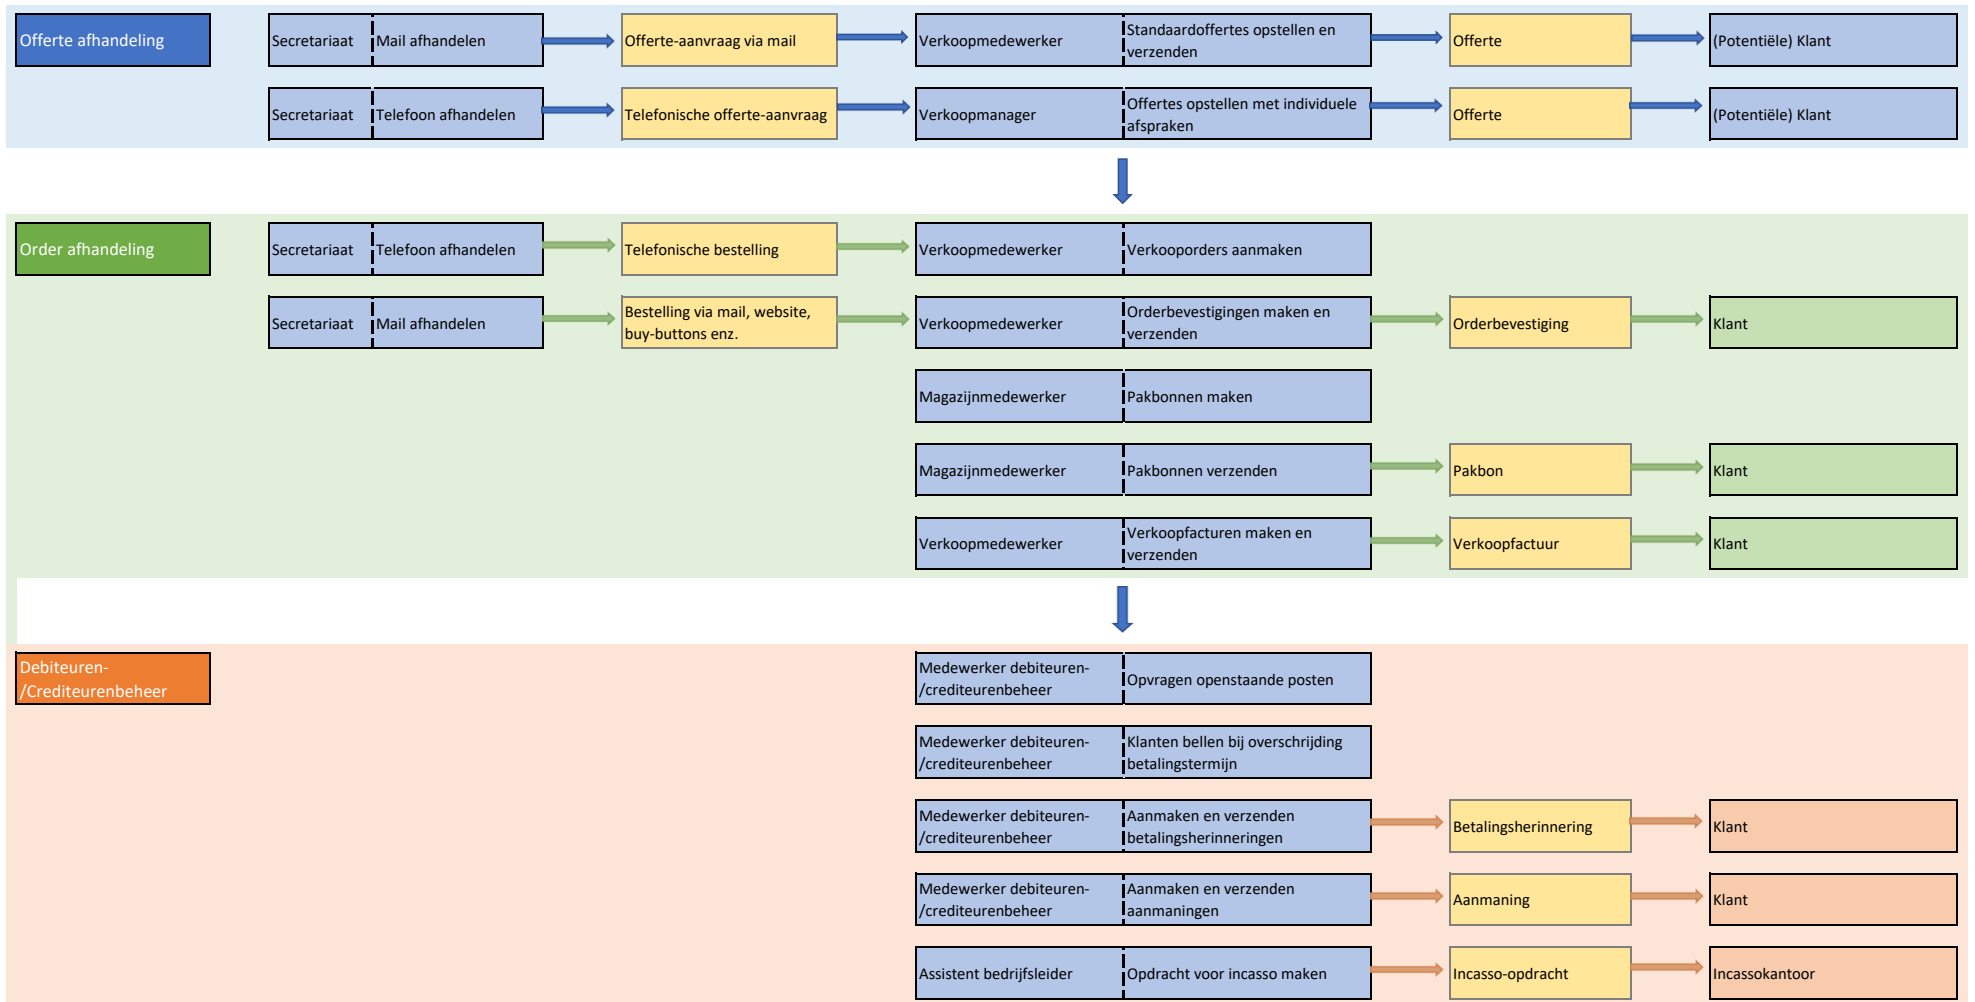 Offerte afhandeling
Secretariaat
Mail afhandelen
Offerte-aanvraag via mail
Verkoopmedewerker
Standaardoffertes opstellen en
verzenden
Offerte
(Potentiële) Klant
Secretariaat
Telefoon afhandelen
Telefonische offerte-aanvraag
Verkoopmanager
Offertes opstellen met individuele
afspraken
Offerte
(Potentiële) Klant
Order afhandeling
Secretariaat
Telefoon afhandelen
Telefonische bestelling
Verkoopmedewerker
Verkooporders aanmaken
Secretariaat
Mail afhandelen
Bestelling via mail, website,
buy-buttons enz.
Verkoopmedewerker
Orderbevestigingen maken en
verzenden
Orderbevestiging
Klant
Magazijnmedewerker
Pakbonnen maken
Magazijnmedewerker
Pakbonnen verzenden
Pakbon
Klant
Verkoopmedewerker
Verkoopfacturen maken en
verzenden
Verkoopfactuur
Klant
Debiteuren-
/Crediteurenbeheer
Medewerker debiteuren-
/crediteurenbeheer
Opvragen openstaande posten
Medewerker debiteuren-
/crediteurenbeheer
Klanten bellen bij overschrijding
betalingstermijn
Medewerker debiteuren-
/crediteurenbeheer
Aanmaken en verzenden
betalingsherinneringen
Betalingsherinnering
Klant
Medewerker debiteuren-
/crediteurenbeheer
Aanmaken en verzenden
aanmaningen
Aanmaning
Klant
Assistent bedrijfsleider
Opdracht voor incasso maken
Incasso-opdracht
Incassokantoor